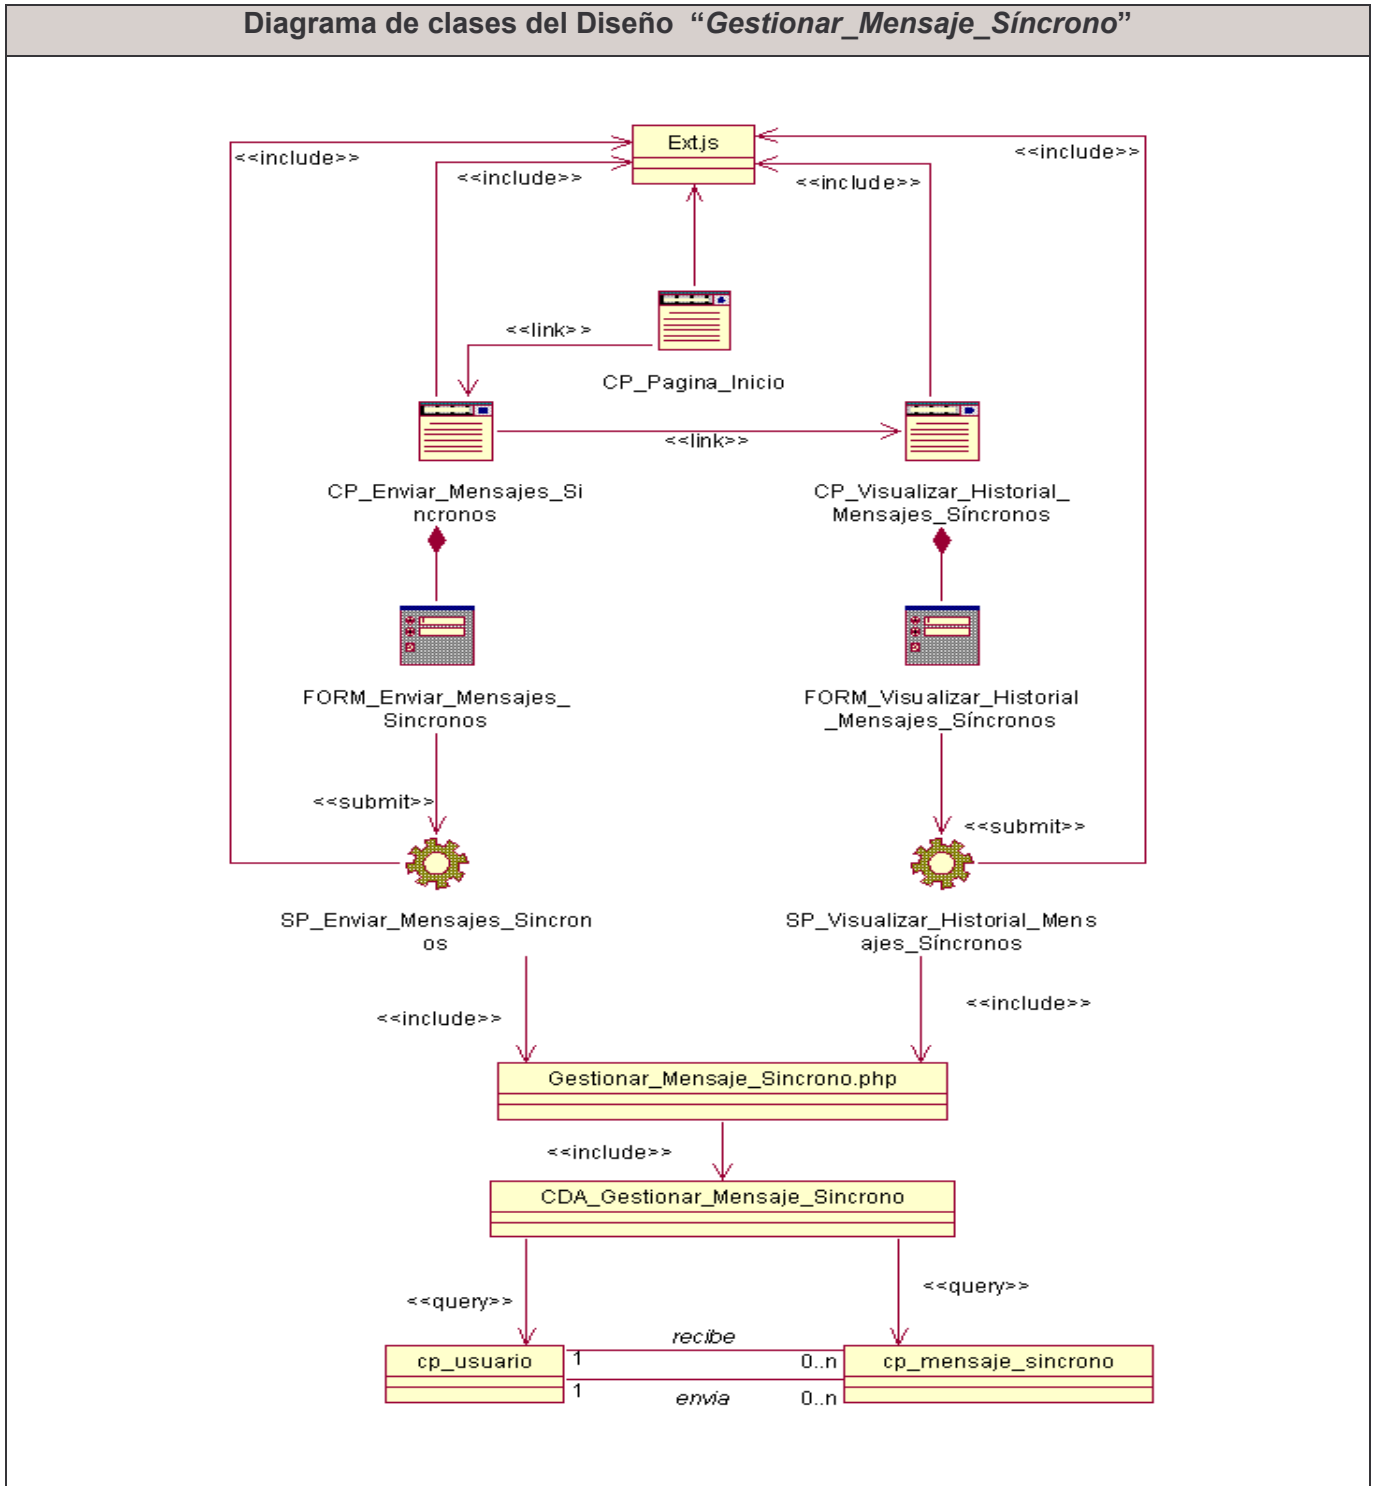 Diagrama de clases del Diseño “Gestionar_Mensaje_Síncrono”
Ext.js
<<include>>
<<include>>
<<include>>
<<include>>
<<link>>
CP_Pagina_Inicio
<<link>>
CP_Enviar_Mensajes_Si
ncronos
CP_Visualizar_Historial_
Mensajes_Síncronos
FORM_Enviar_Mensajes_
Sincronos
FORM_Visualizar_Historial
_Mensajes_Síncronos
<<submit>>
<<submit>>
SP_Enviar_Mensajes_Sincron
os
SP_Visualizar_Historial_Mens
ajes_Síncronos
<<include>>
<<include>>
Gestionar_Mensaje_Sincrono.php
<<include>>
CDA_Gestionar_Mensaje_Sincrono
<<query>>
<<query>>
cp_usuario
recibe
1
0..n
1
envia
0..n
cp_mensaje_sincrono